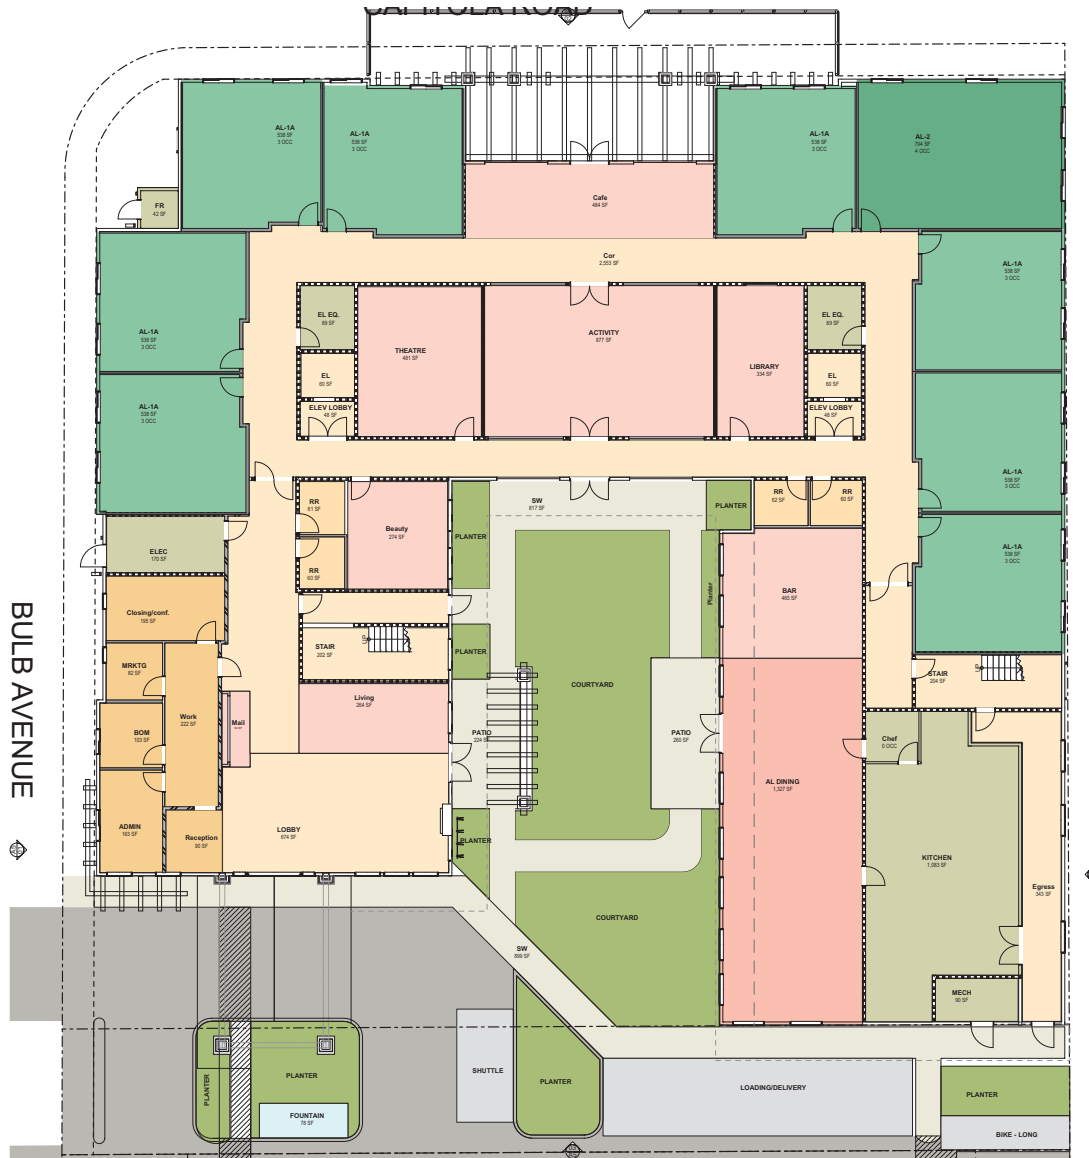 CAPITOLA ROAD
AL-1A
538 SF
3 OCC
AL-1A
538 SF
3 OCC
AL-1A
538 SF
3 OCC
AL-2
794 SF
4 OCC
FR
42 SF
Cafe
484 SF
Cor
2,553 SF
AL-1A
538 SF
3 OCC
AL-1A
538 SF
3 OCC
EL EQ.
89 SF
THEATRE
481 SF
ACTIVITY
877 SF
LIBRARY
334 SF
EL EQ.
89 SF
EL
60 SF
EL
60 SF
ELEV LOBBY
48 SF
ELEV LOBBY
48 SF
AL-1A
538 SF
3 OCC
AL-1A
538 SF
3 OCC
RR
61 SF
Beauty
274 SF
RR
60 SF
PLANTER
SW
817 SF
PLANTER
RR
62 SF
RR
60 SF
ELEC
170 SF
AL-1A
538 SF
3 OCC
BAR
465 SF
Planter
Closing/conf.
195 SF
STAIR
202 SF
UP
PLANTER
COURTYARD
MRKTG
82 SF
Work
222 SF
Living
264 SF
Mail
STAIR
204 SF
UP
BOM
103 SF
PATIO
224 SF
PATIO
260 SF
Chef
0 OCC
BULB AVENUE
AL DINING
1,327 SF
ADMIN
163 SF
Reception
90 SF
LOBBY
674 SF
PLANTER
KITCHEN
1,083 SF
Egress
343 SF
COURTYARD
SW
899 SF
MECH
90 SF
PLANTER
PLANTER
FOUNTAIN
78 SF
SHUTTLE
PLANTER
LOADING/DELIVERY
PLANTER
BIKE - LONG